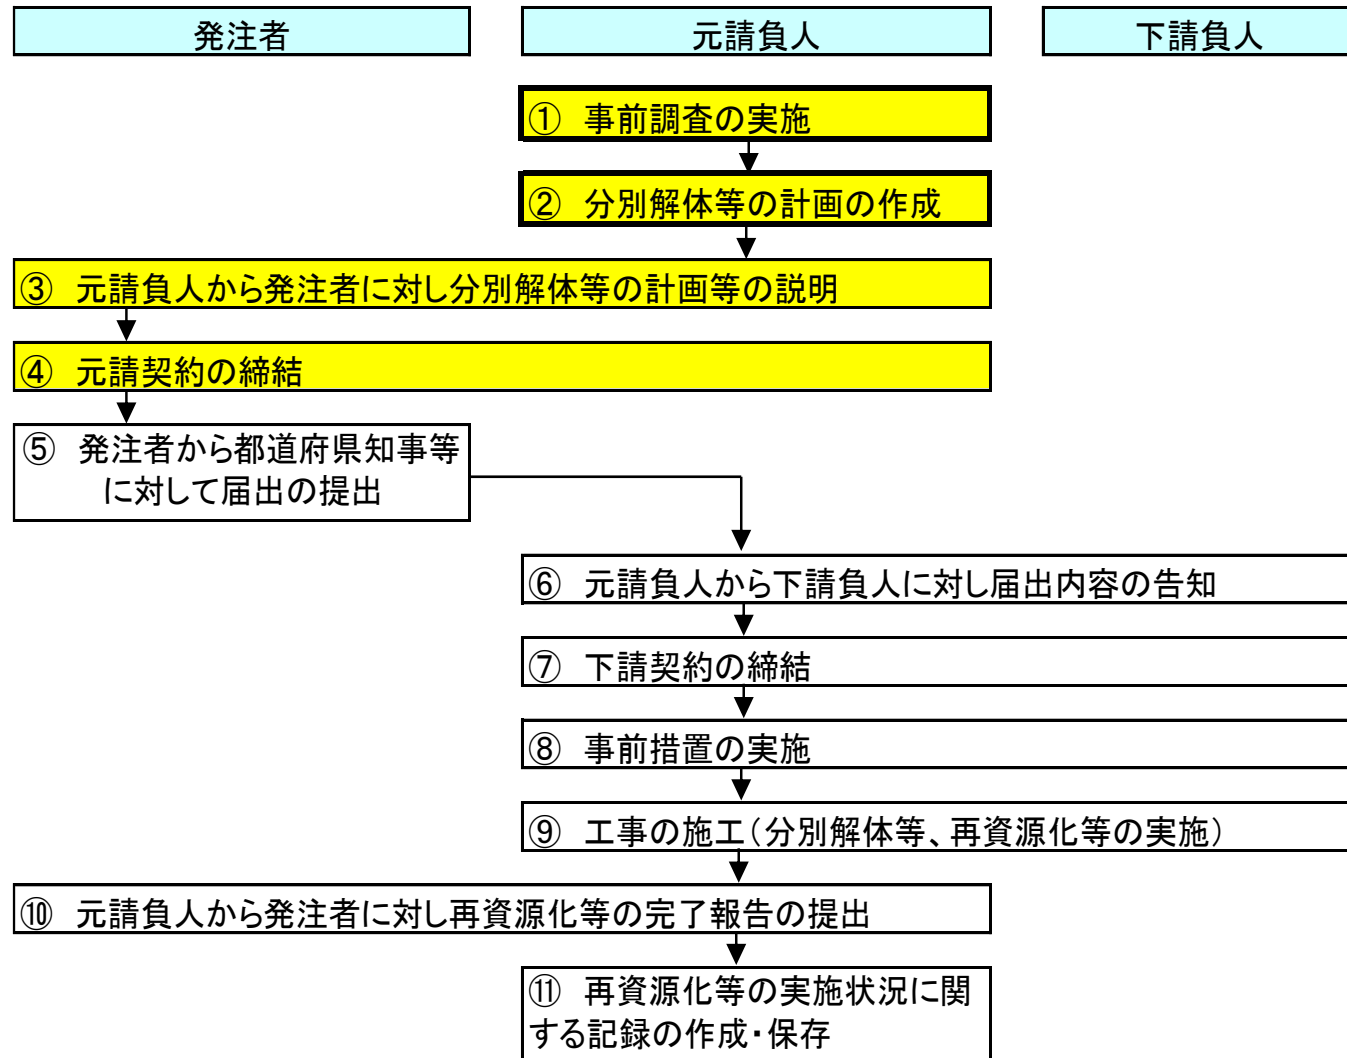 発注者
元請負人
下請負人
① 事前調査の実施
② 分別解体等の計画の作成
③ 元請負人から発注者に対し分別解体等の計画等の説明
④ 元請契約の締結
⑤ 発注者から都道府県知事等
に対して届出の提出
⑥ 元請負人から下請負人に対し届出内容の告知
⑦ 下請契約の締結
⑧ 事前措置の実施
⑨ 工事の施工（分別解体等、再資源化等の実施）
⑩ 元請負人から発注者に対し再資源化等の完了報告の提出
⑪ 再資源化等の実施状況に関
する記録の作成・保存